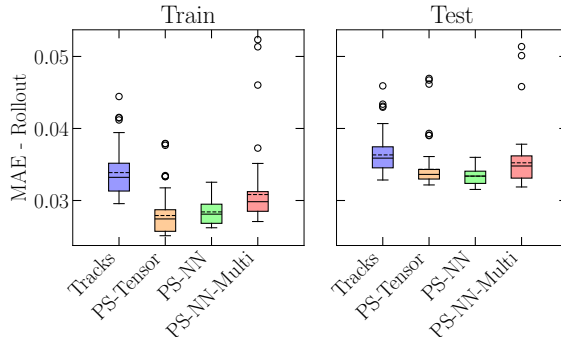 Train
Test
MAE - Rollout
0.05
0.04
0.03
Tracks
PS-Tensor
PS-NN
PS-NN-Multi
Tracks
PS-Tensor
PS-NN
PS-NN-Multi